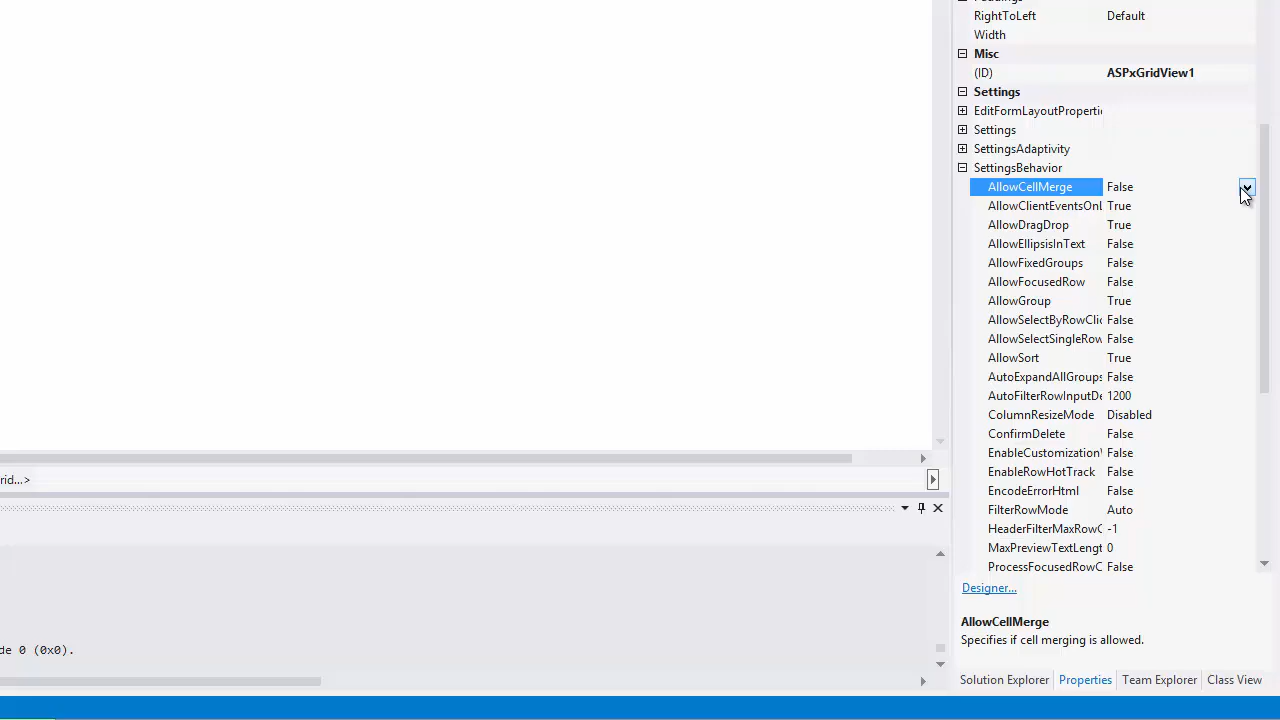 RightToLeft Default
Width
Misc
(ID) ASPxGridView1
Settings
EditFormLayoutProperti
Settings
SettingsAdaptivity
SettingsBehavior
AllowCellMerge False
AllowClientEventsOnL True
AllowDragDrop True
AllowEllipsisInText False
AllowFixedGroups False
AllowFocusedRow False
AllowGroup True
AllowSelectByRowClic False
AllowSelectSingleRow False
AllowSort True
AutoExpandAllGroups False
AutoFilterRowInputDe 1200
ColumnResizeMode Disabled
ConfirmDelete False
EnableCustomizationW False
EnableRowHotTrack False
EncodeErrorHtml False
FilterRowMode Auto
HeaderFilterMaxRowC -1
MaxPreviewTextLengt 0
ProcessFocusedRowC False
rid...>
Designer...
AllowCellMerge
Specifies if cell merging is allowed.
de 0 (0x0).
Solution Explorer Properties Team Explorer Class View